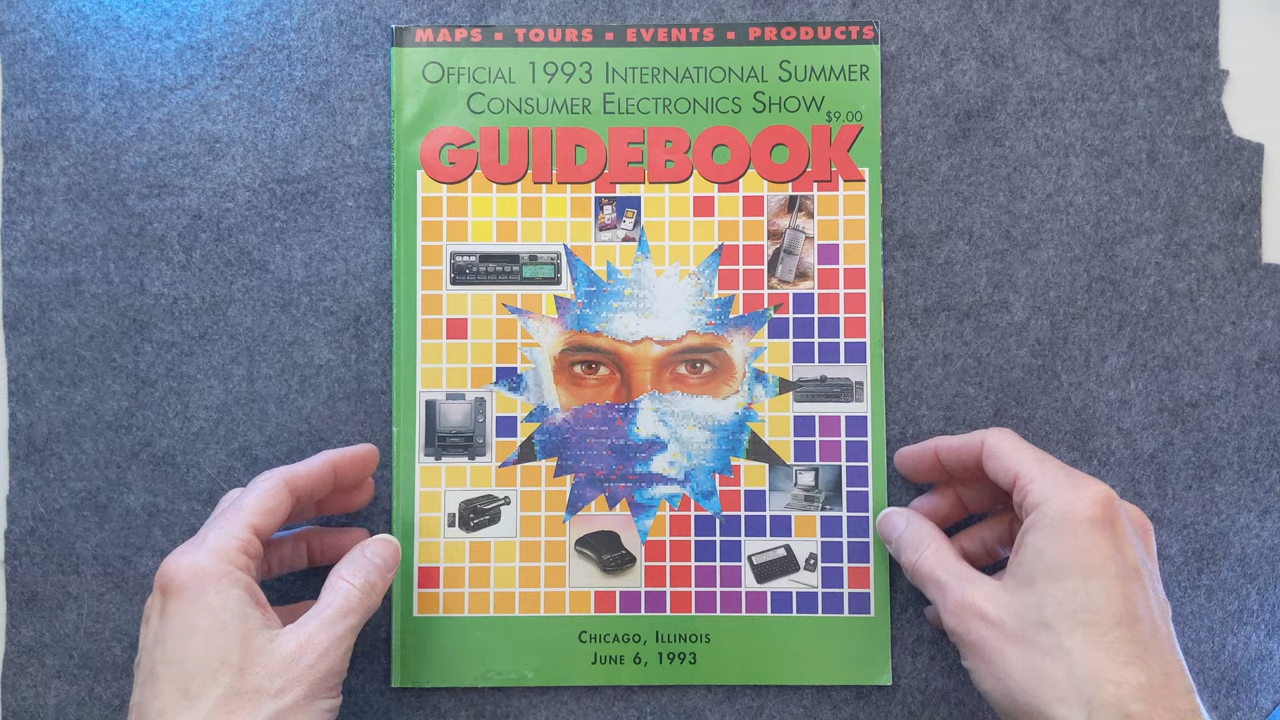 MAPS ▪ TOURS ▪ EVENTS ▪ PRODUCTS
OFFICIAL 1993 INTERNATIONAL SUMMER
CONSUMER ELECTRONICS SHOW
$9.00
GUIDEBOOK
CHICAGO, ILLINOIS
JUNE 6, 1993